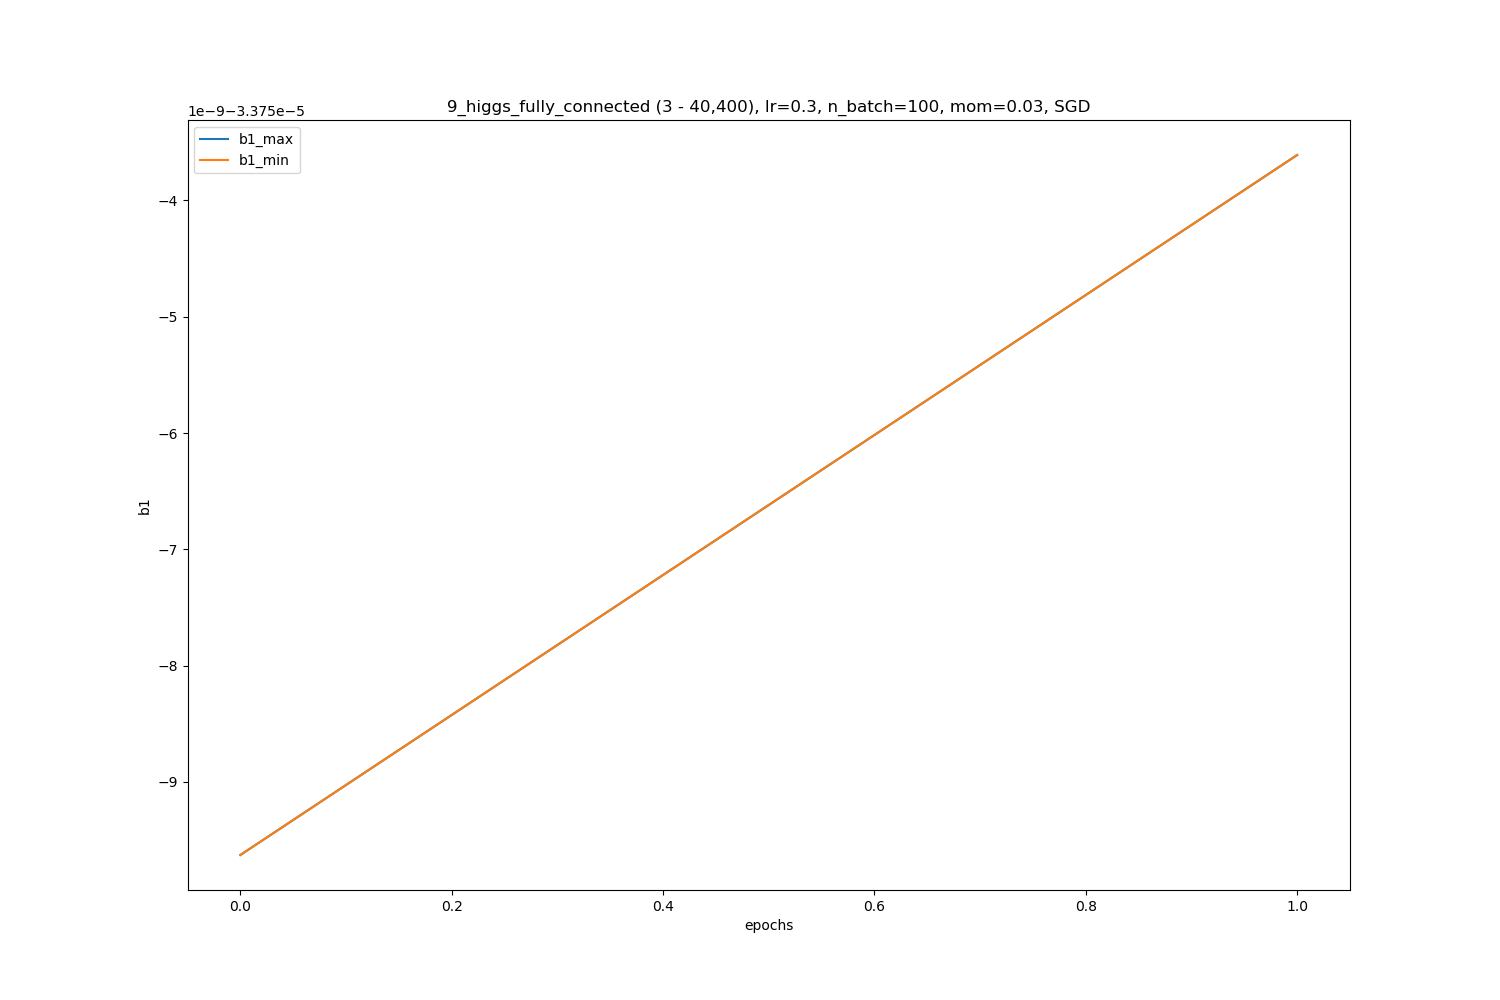 9_higgs_fully_connected (3 - 40,400), lr=0.3, n_batch=100, mom=0.03, SGD
1e−9−3.375e−5
b1_max
b1_min
−4
−5
−6
−7
−8
−9
b1
0.0 0.2 0.4 0.6 0.8 1.0
epochs